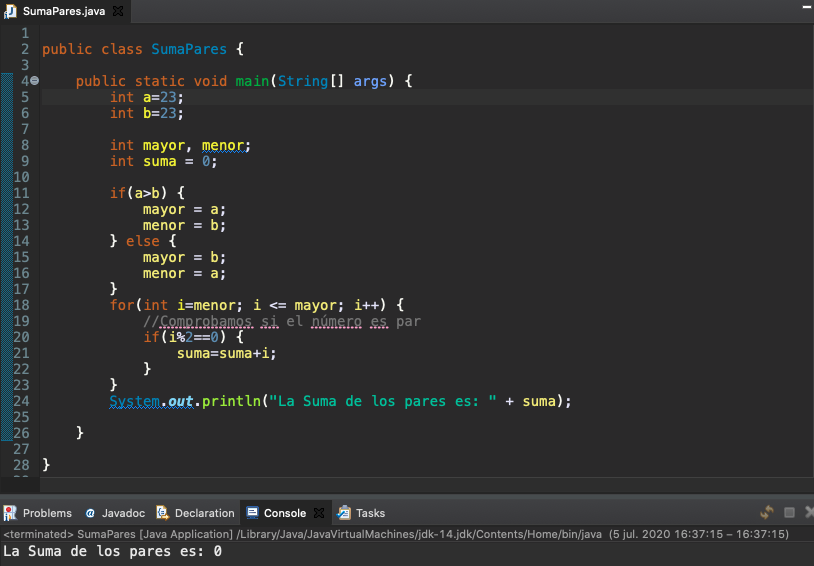 SumaPares.java
1
2 public class SumaPares {
3
4 public static void main(String[] args) {
5 int a=23;
6 int b=23;
7
8 int mayor, menor;
9 int suma = 0;
10
11 if(a>b) {
12 mayor = a;
13 menor = b;
14 } else {
15 mayor = b;
16 menor = a;
17 }
18 for(int i=menor; i <= mayor; i++) {
19 //Comprobamos si el número es par
20 if(i%2==0) {
21 suma=suma+i;
22 }
23 }
24 System.out.println("La Suma de los pares es: " + suma);
25
26 }
27
28 }
Problems @ Javadoc Declaration Console Tasks
<terminated> SumaPares [Java Application] /Library/Java/JavaVirtualMachines/jdk-14.jdk/Contents/Home/bin/java (5 jul. 2020 16:37:15 – 16:37:15)
La Suma de los pares es: 0